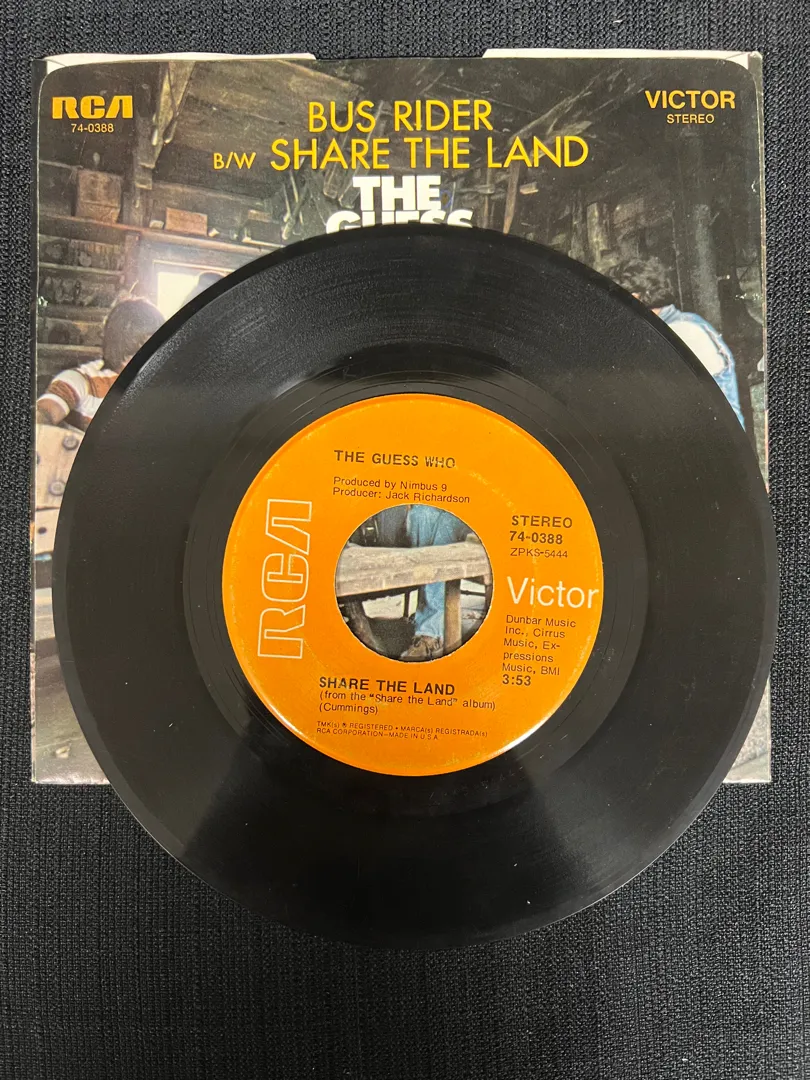 RCA
74-0388
BUS RIDER
B/W SHARE THE LAND
VICTOR
STEREO
THE
GUESS
THE GUESS WHO
Produced by Nimbus 9
Producer: Jack Richardson
RCA
STEREO
74-0388
ZPKS-5444
Victor
Dunbar Music
Inc., Cirrus
Music, Ex-
pressions
Music, BMI
3:53
SHARE THE LAND
(from the "Share the Land" album)
(Cummings)
TMK(s) ® REGISTERED • MARCA(s) REGISTRADA(s)
RCA CORPORATION—MADE IN U.S.A.